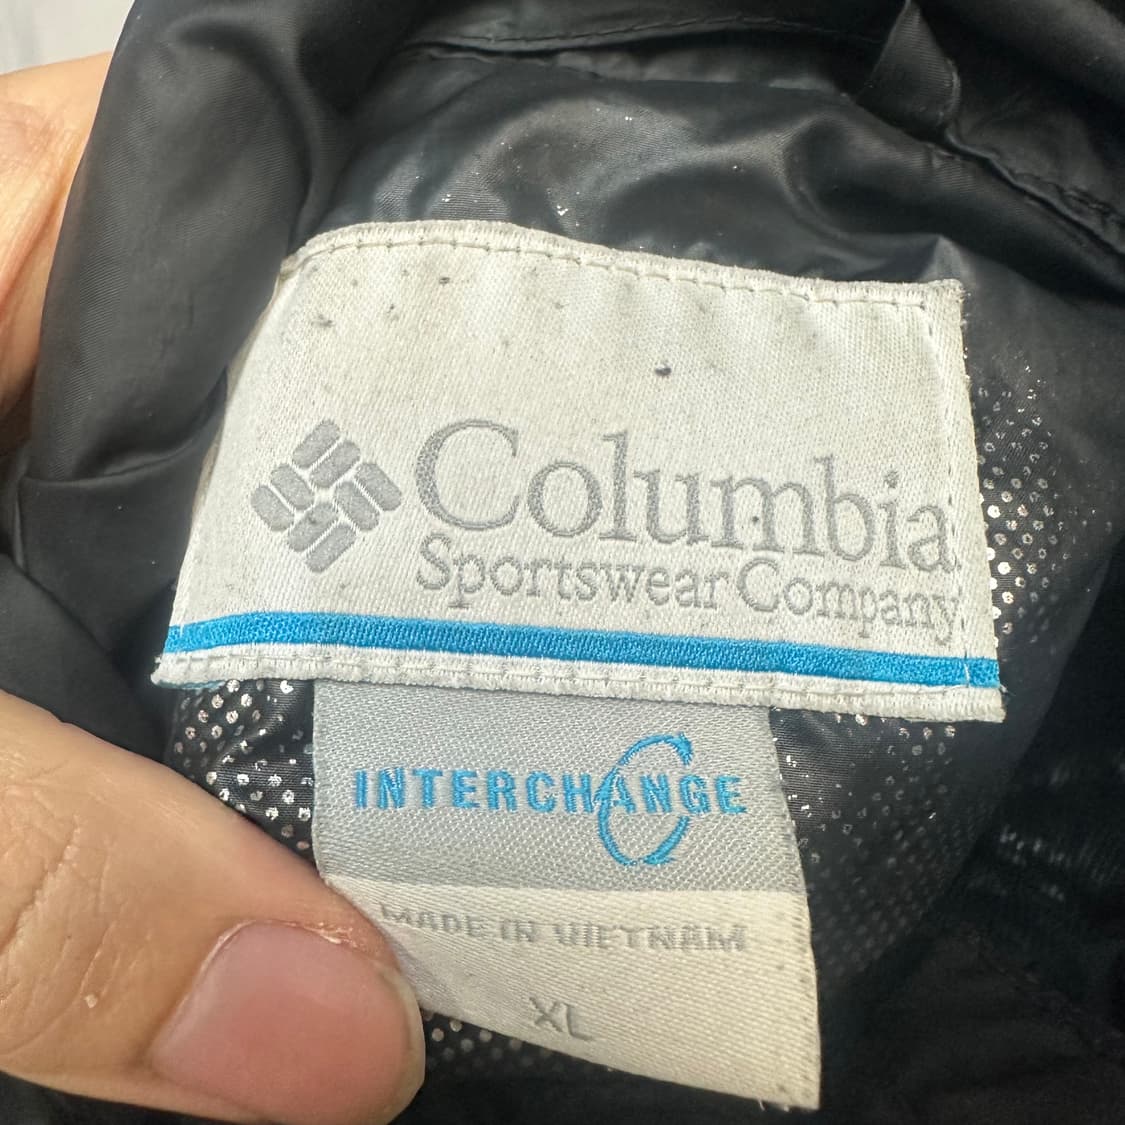 Columbia
Sportswear Company
INTERCHANGE
MADE IN VIETNAM
XL